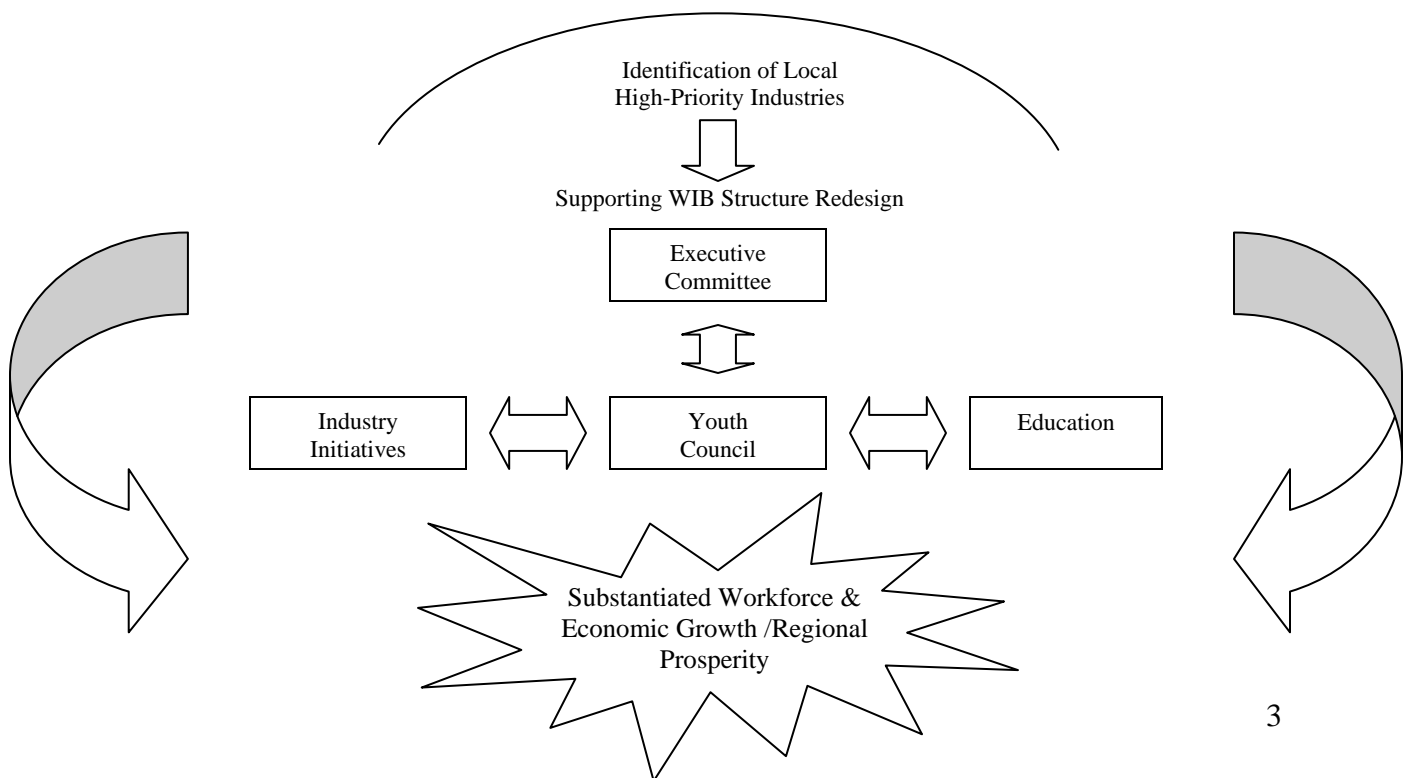 Identification of Local
High-Priority Industries
Supporting WIB Structure Redesign
Executive
Committee
Industry
Initiatives
Youth
Council
Education
Substantiated Workforce &
Economic Growth /Regional
Prosperity
3